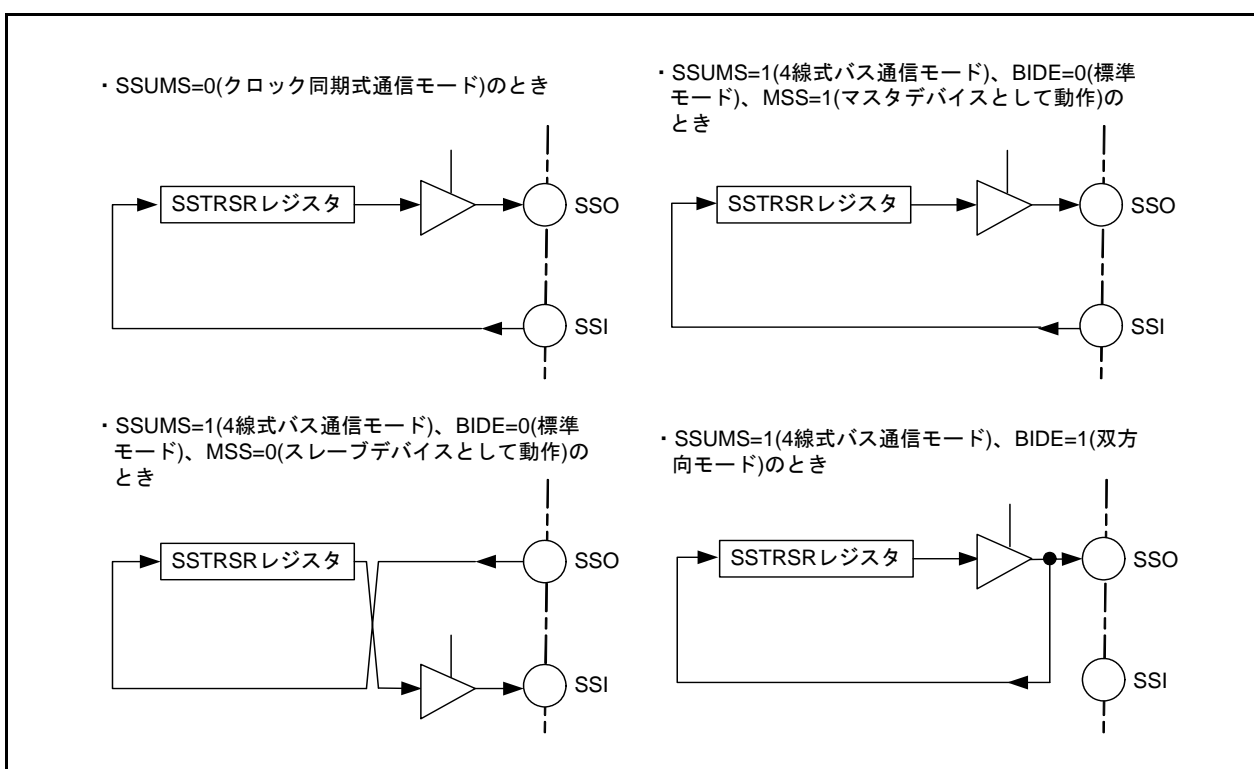 ・SSUMS=0(クロック同期式通信モード)のとき
SSTRSRレジスタ
SSO
SSI
・SSUMS=1(4線式バス通信モード)、BIDE=0(標準
モード)、MSS=1(マスタデバイスとして動作)の
とき
SSTRSRレジスタ
SSO
SSI
・SSUMS=1(4線式バス通信モード)、BIDE=0(標準
モード)、MSS=0(スレーブデバイスとして動作)の
とき
SSTRSRレジスタ
SSO
SSI
・SSUMS=1(4線式バス通信モード)、BIDE=1(双方
向モード)のとき
SSTRSRレジスタ
SSO
SSI